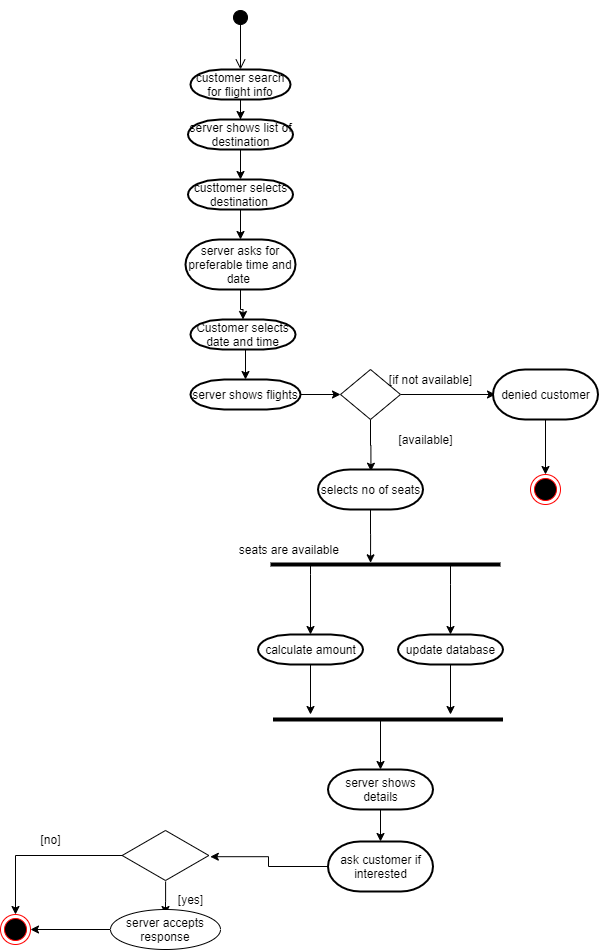 customer search
for flight info
server shows list of
destination
custtomer selects
destination
server asks for
preferable time and
date
Customer selects
date and time
server shows flights
[if not available]
denied customer
[available]
selects no of seats
seats are available
calculate amount
update database
server shows
details
ask customer if
interested
[no]
[yes]
server accepts
response